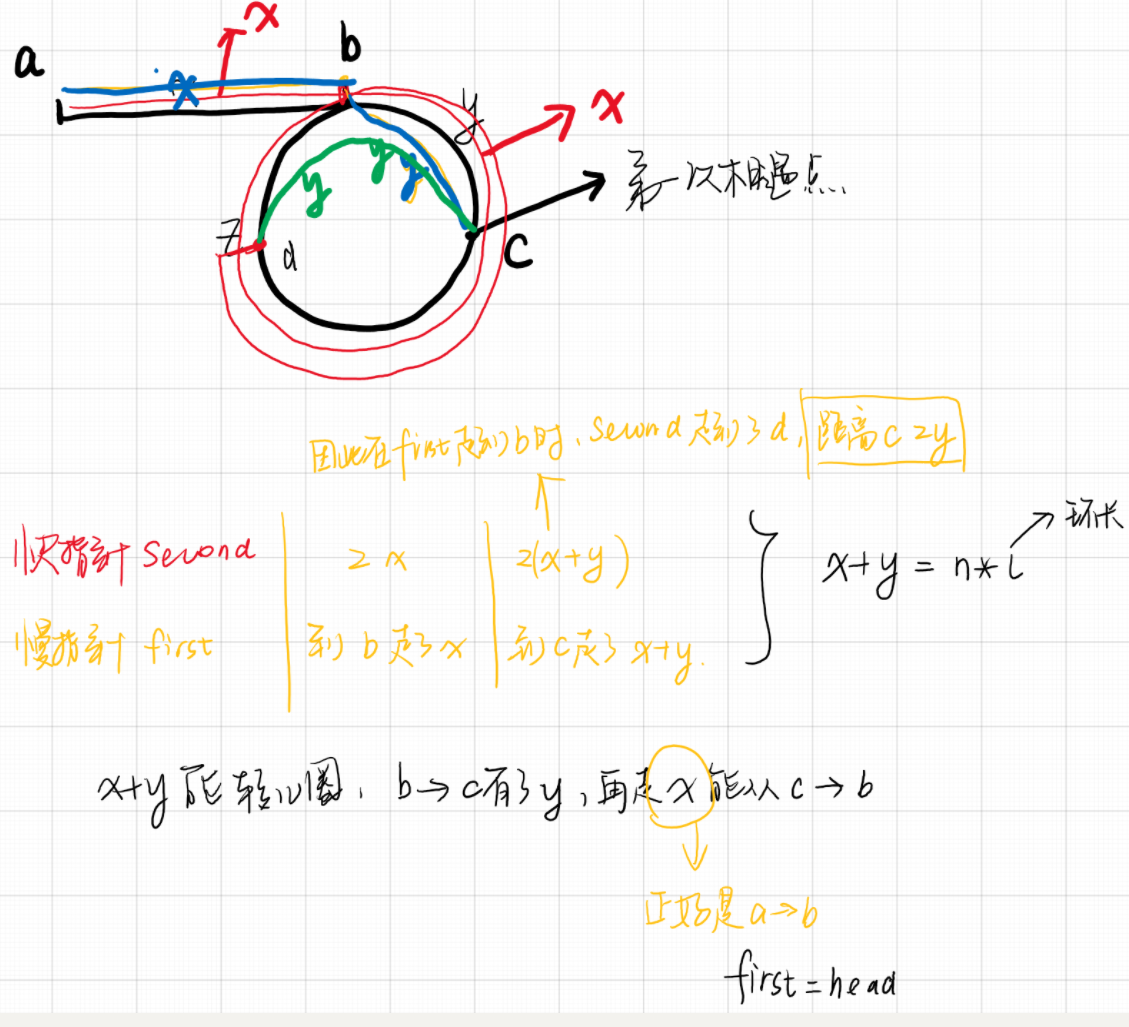 x
a
b
x
y
x
y
y
y
第一次相遇点
z
d
c
因此在first走到b时,second走到了d,距离c 2y
快指针 second
2x
2(x+y)
x+y = n*L
环长
慢指针 first
到b走了x
到c走了x+y.
x+y能转n圈, b→c有了y,再走x能从c→b
正好是a→b
first=head